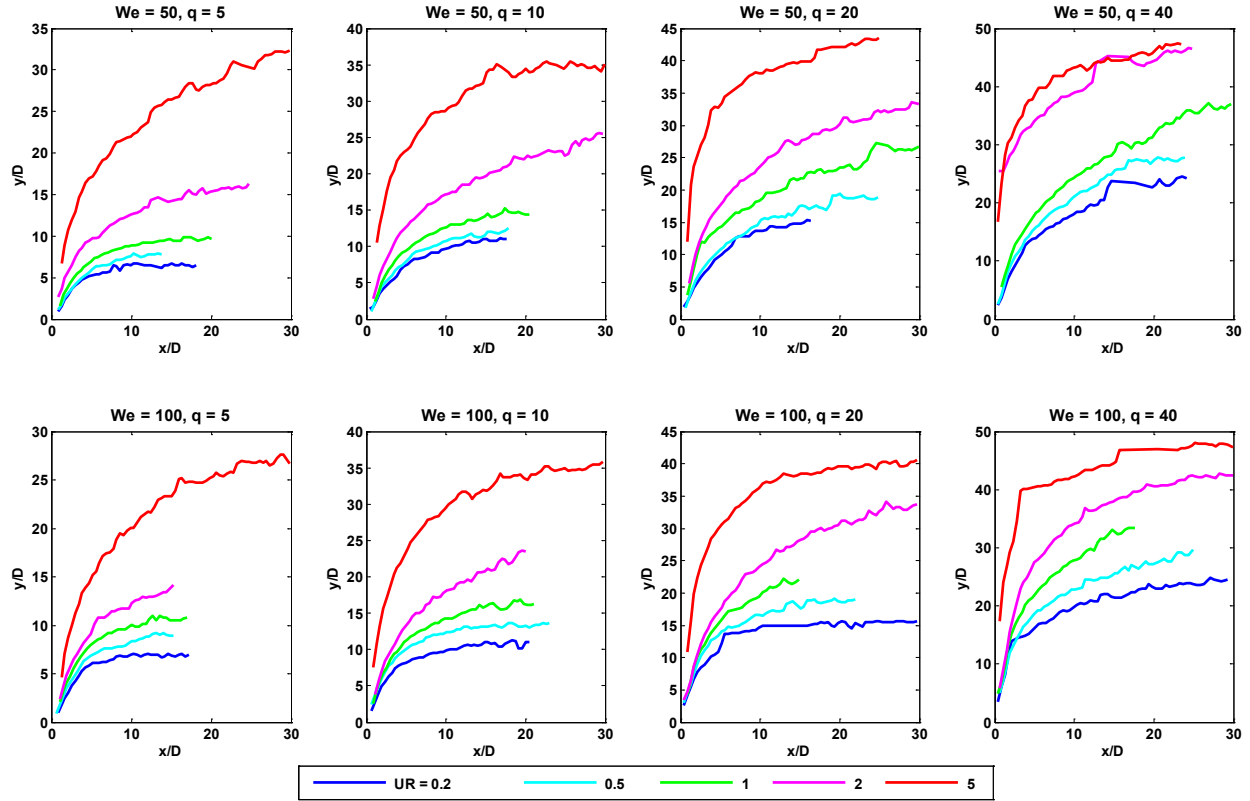 We = 50, q = 5
We = 50, q = 10
We = 50, q = 20
We = 50, q = 40
35
30
25
20
15
10
5
0
y/D
0 10 20 30
x/D
40
35
30
25
20
15
10
5
0
y/D
0 10 20 30
x/D
45
40
35
30
25
20
15
10
5
0
y/D
0 10 20 30
x/D
50
40
30
20
10
0
y/D
0 10 20 30
x/D
We = 100, q = 5
We = 100, q = 10
We = 100, q = 20
We = 100, q = 40
30
25
20
15
10
5
0
y/D
0 10 20 30
x/D
40
35
30
25
20
15
10
5
0
y/D
0 10 20 30
x/D
45
40
35
30
25
20
15
10
5
0
y/D
0 10 20 30
x/D
50
40
30
20
10
0
y/D
0 10 20 30
x/D
UR = 0.2 0.5 1 2 5